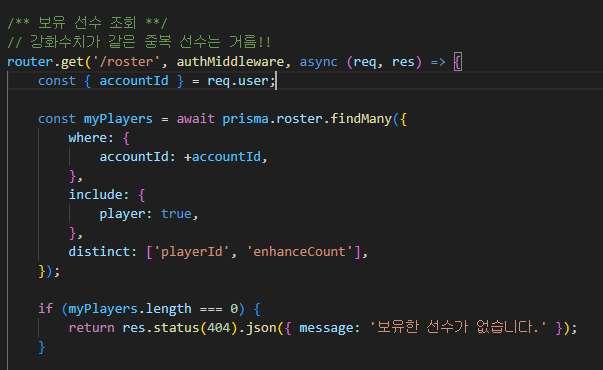 /** 보유 선수 조회 **/
// 강화수치가 같은 중복 선수는 거름!!
router.get('/roster', authMiddleware, async (req, res) => {
    const { accountId } = req.user;
    const myPlayers = await prisma.roster.findMany({
        where: {
            accountId: +accountId,
        },
        include: {
            player: true,
        },
        distinct: ['playerId', 'enhanceCount'],
    });
    if (myPlayers.length === 0) {
        return res.status(404).json({ message: '보유한 선수가 없습니다.' });
    }